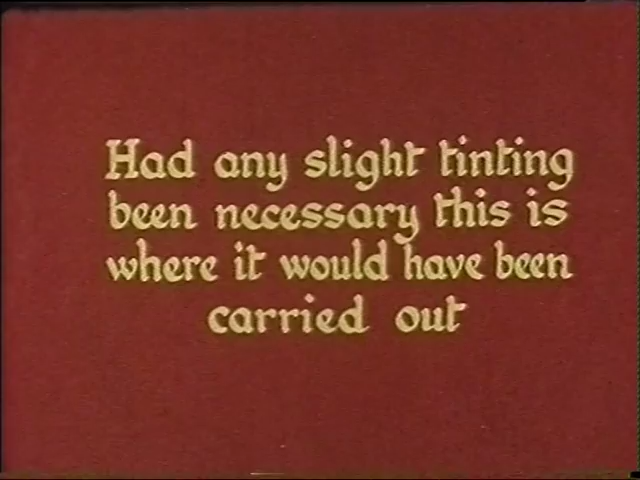 Had any slight tinting
been necessary this is
where it would have been
carried out